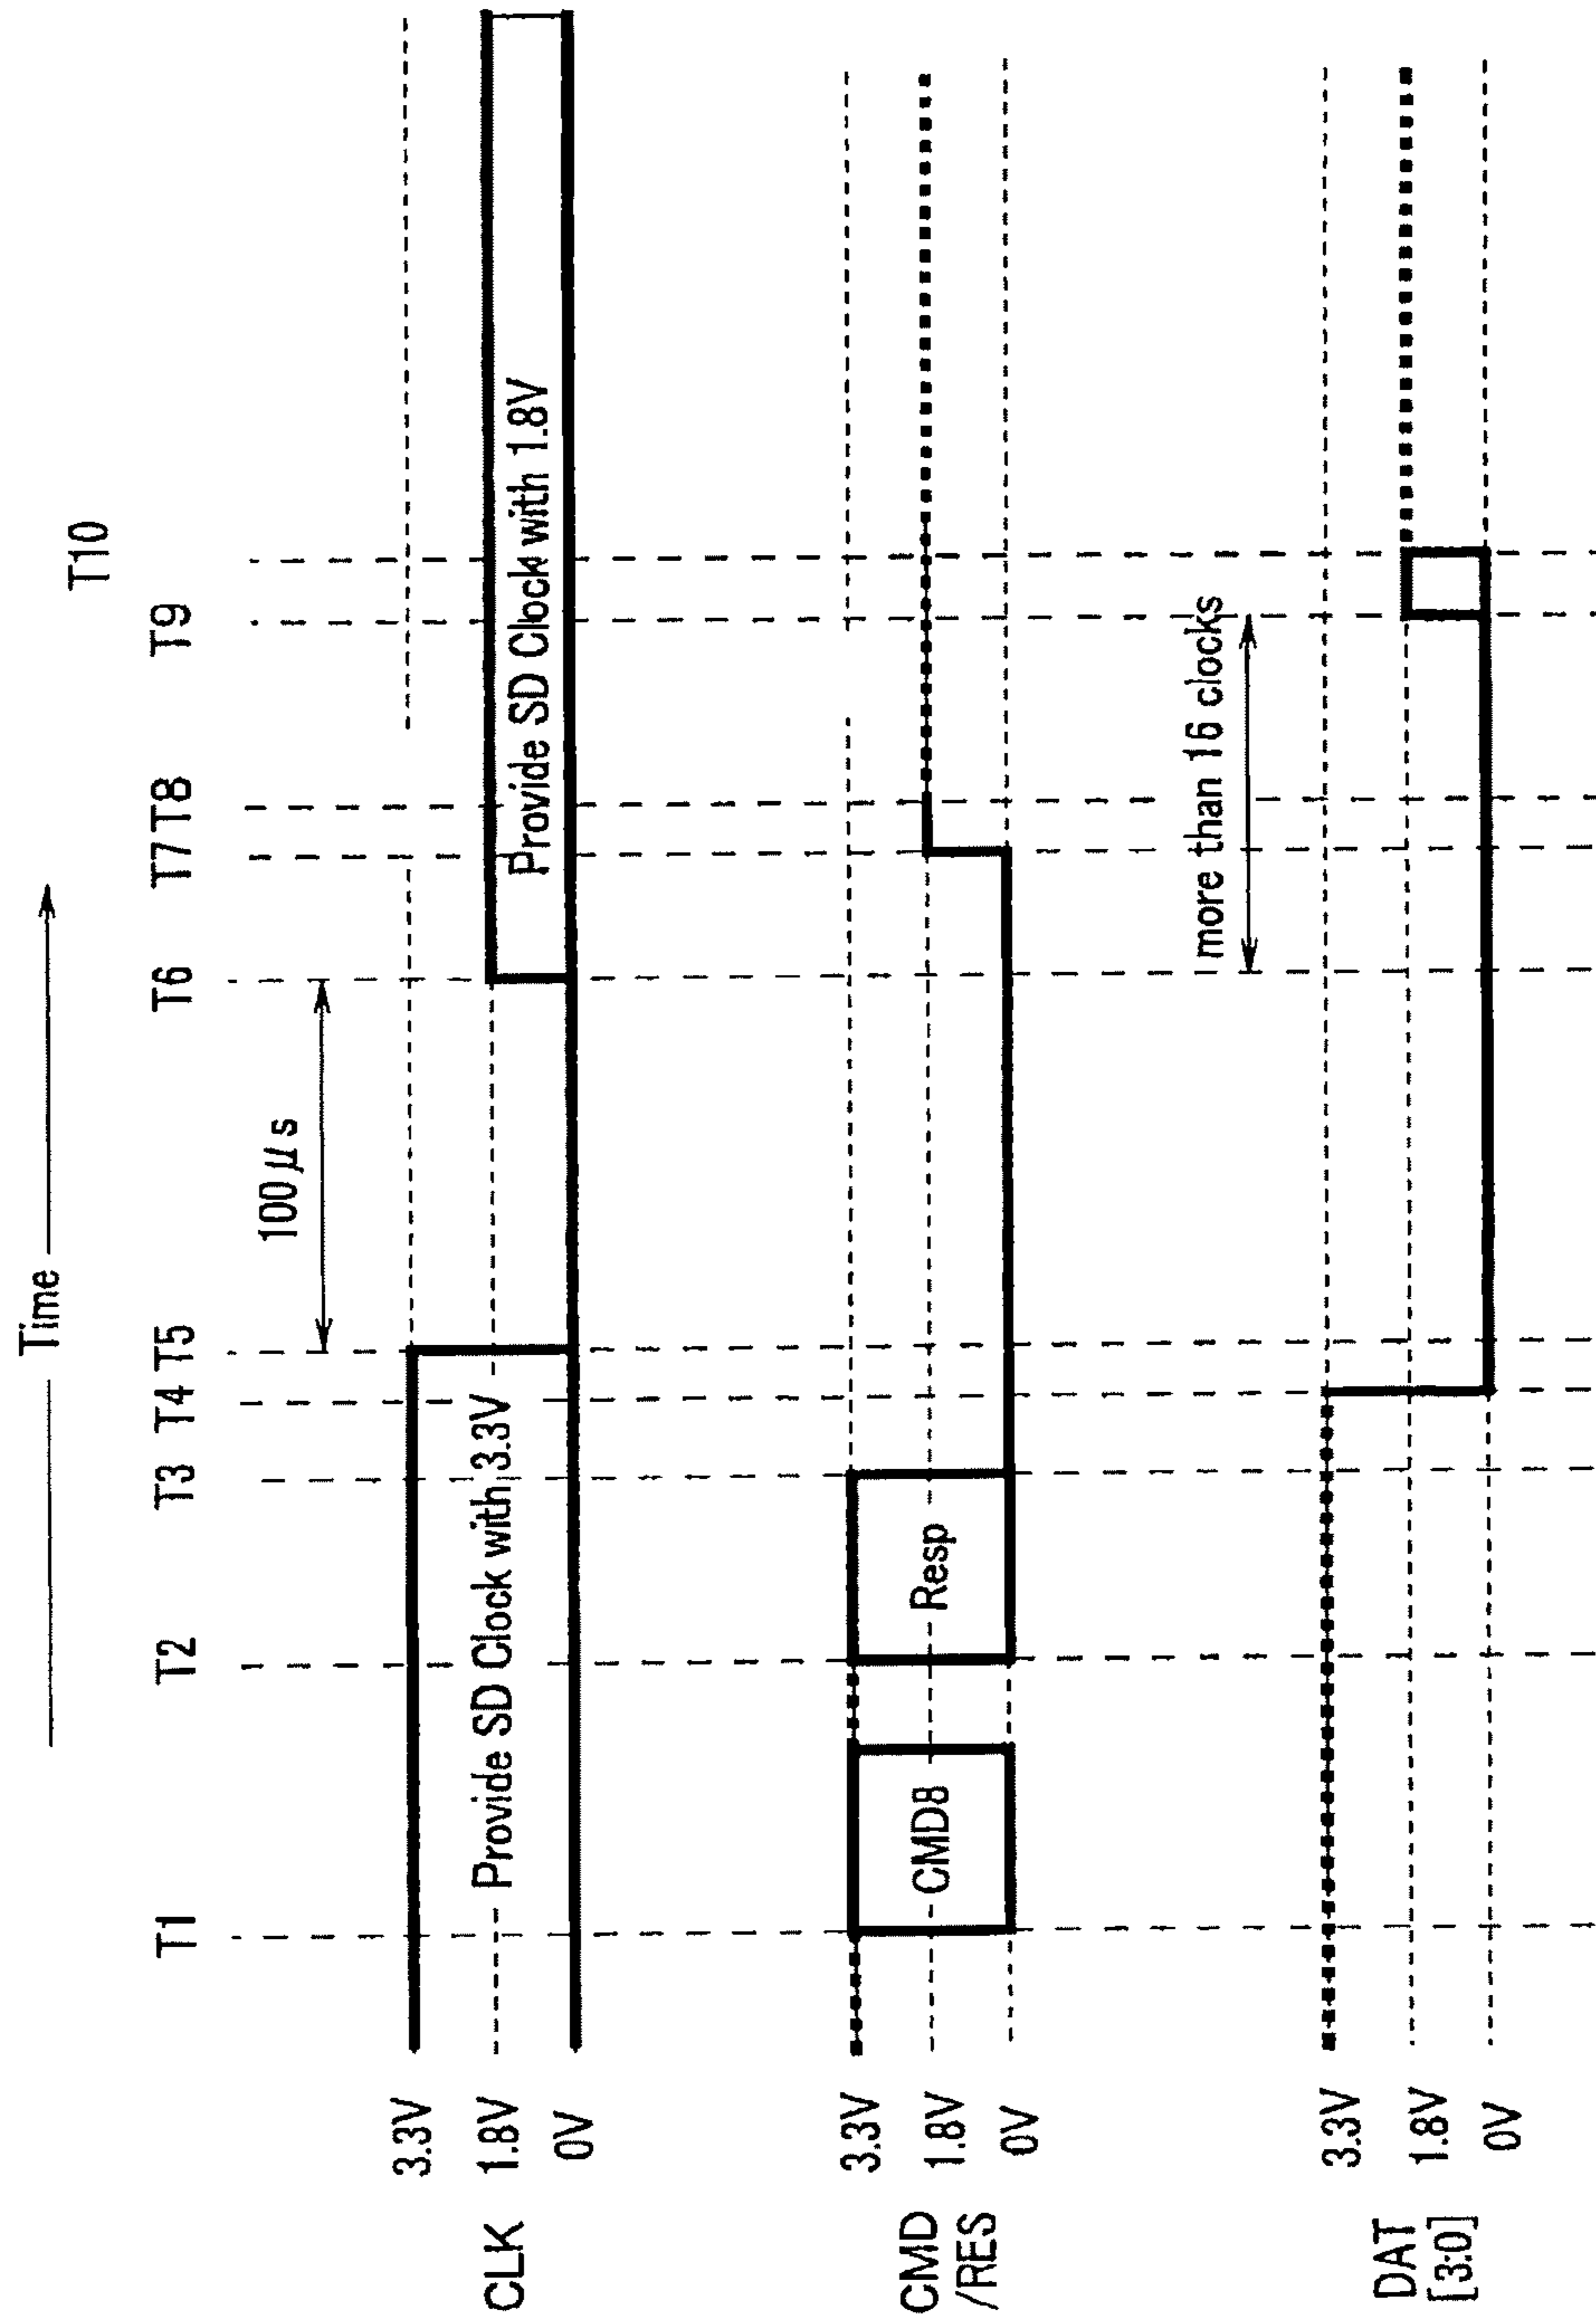 Time
T1 T2 T3 T4 T5 T6 T7 T8 T9 T10
100μs
3.3V
1.8V
0V
CLK
Provide SD Clock with 3.3V
Provide SD Clock with 1.8V
3.3V
1.8V
0V
CMD
/RES
CMD8
Resp
more than 16 clocks
3.3V
1.8V
0V
DAT
[3:0]